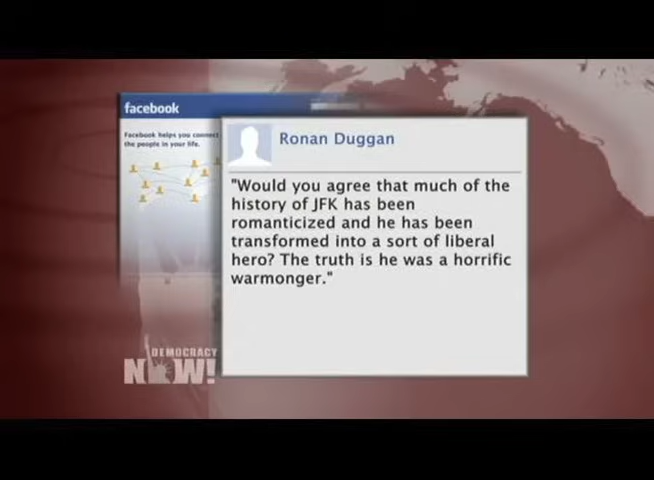 facebook
Facebook helps you connect
the people in your life.
Ronan Duggan
"Would you agree that much of the
history of JFK has been
romanticized and he has been
transformed into a sort of liberal
hero? The truth is he was a horrific
warmonger."
DEMOCRACY
NOW!